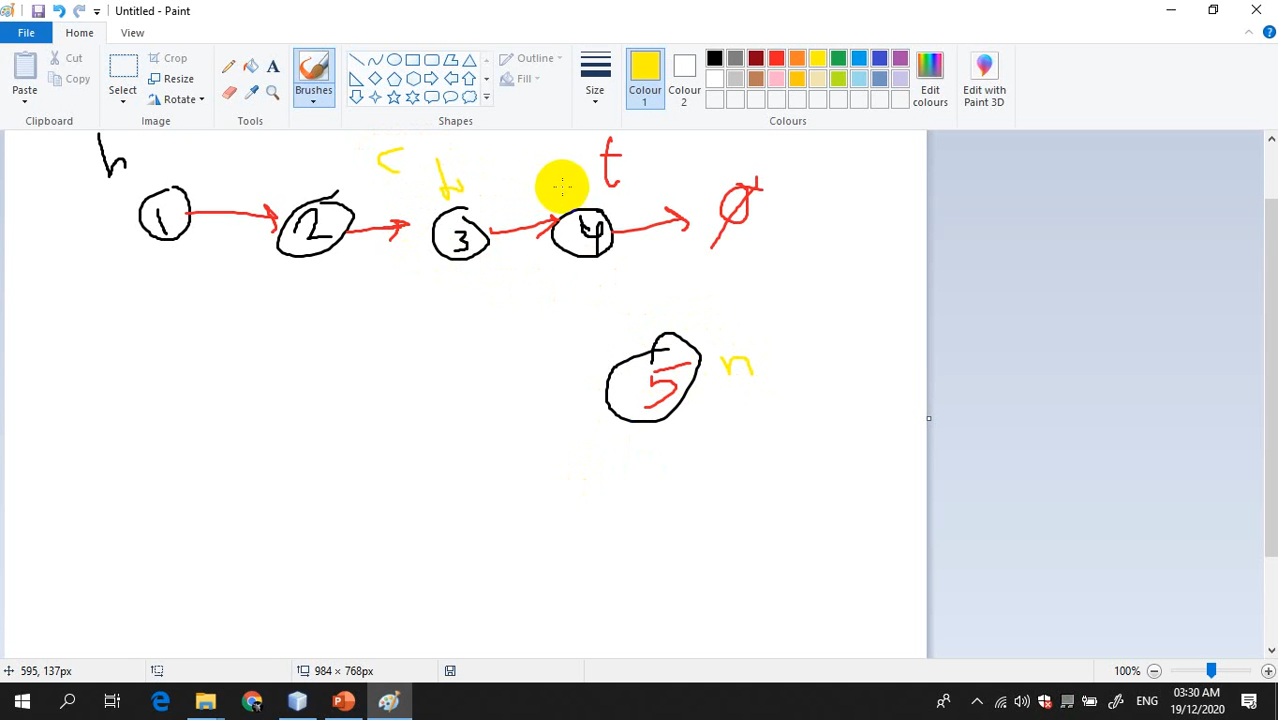 Untitled - Paint
File Home View
Paste
Cut
Copy
Clipboard
Select
Crop
Resize
Rotate
Image
A
Tools
Brushes
Outline
Fill
Shapes
Size
Colour 1
Colour 2
Edit colours
Edit with Paint 3D
Colours
h
c
b
t
1
2
3
4
Ø
5
n
595, 137px
984 × 768px
100%
ENG
03:30 AM
19/12/2020